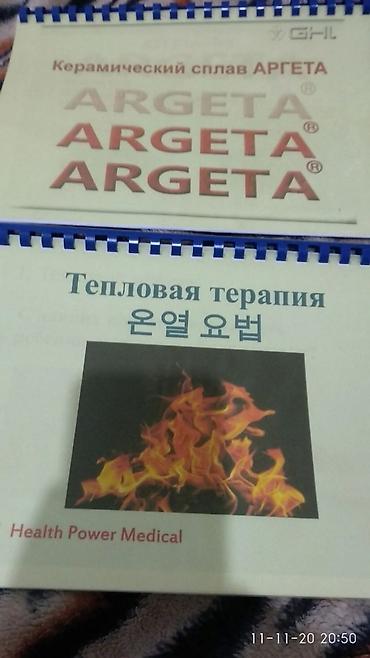 GHL
Керамический сплав АРГЕТА
ARGETA®
ARGETA®
ARGETA®
Тепловая терапия
온열 요법
Health Power Medical
11-11-20 20:50